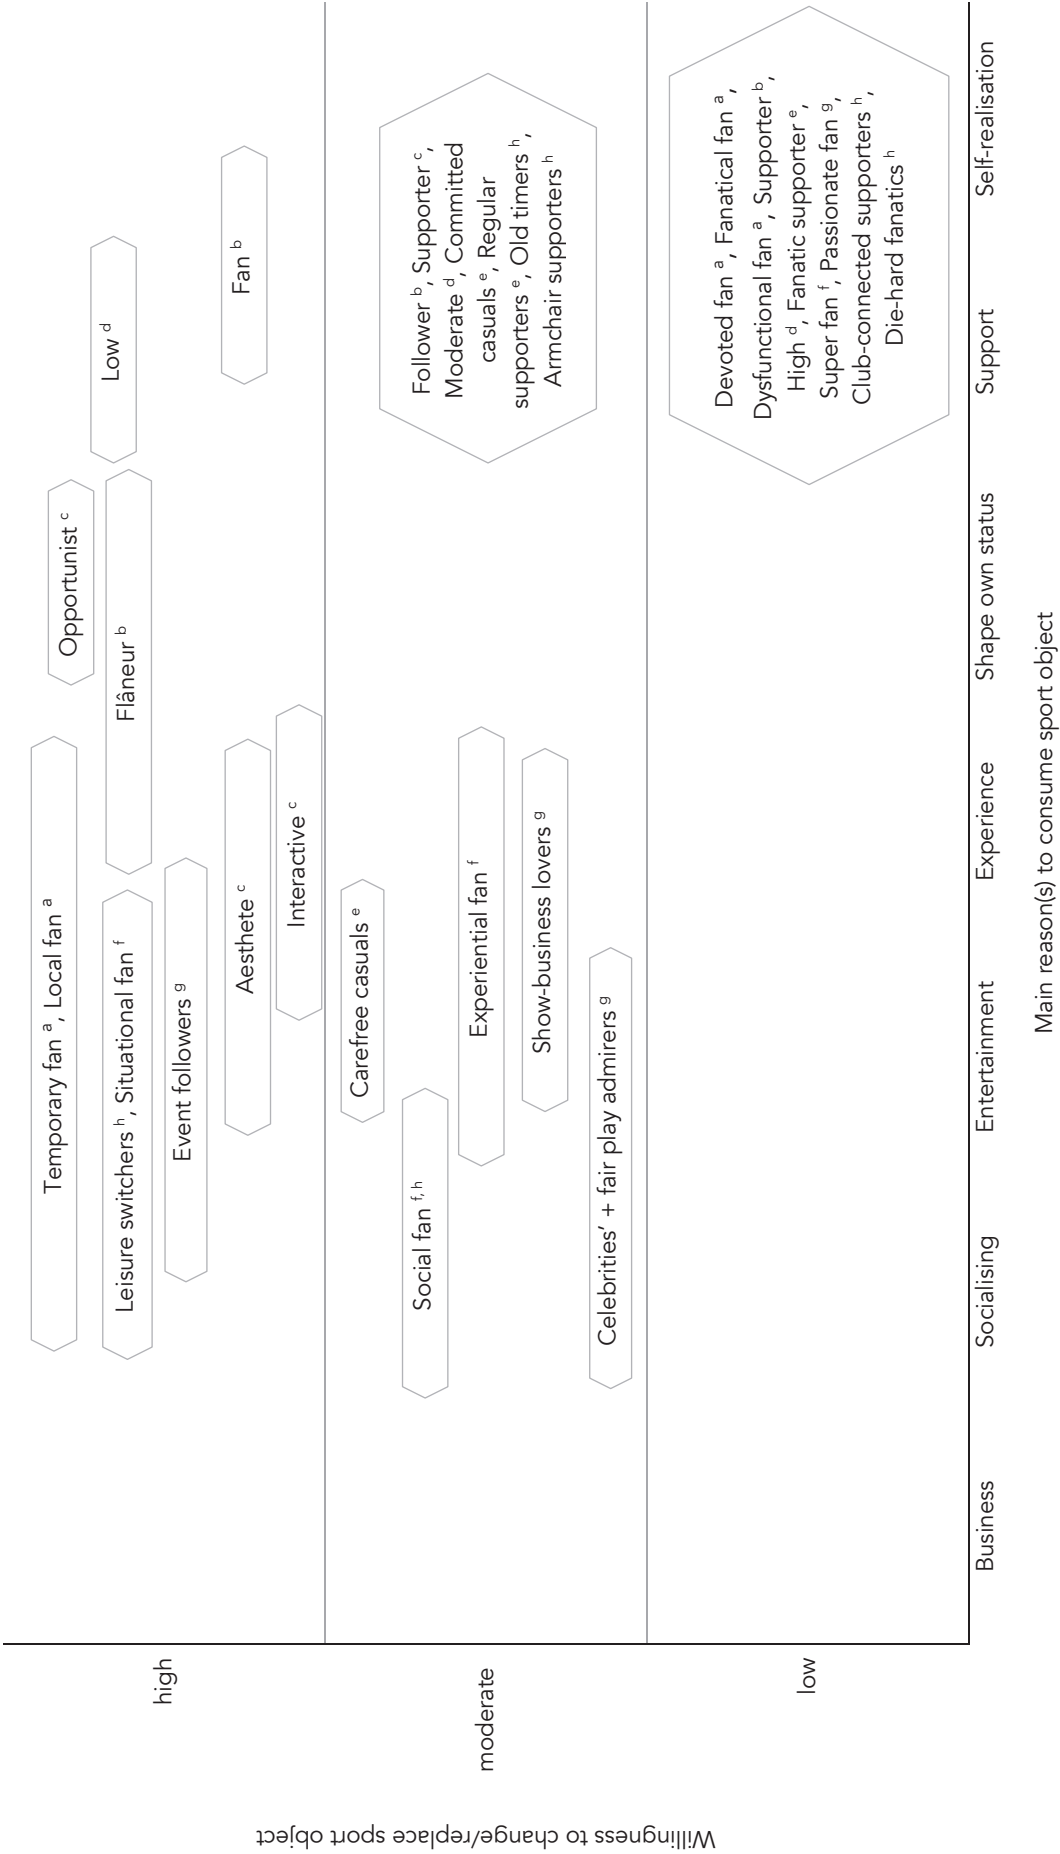 Willingness to change/replace sport object
high
moderate
low
Temporary fan ᵃ, Local fan ᵃ
Leisure switchers ʰ, Situational fan ᶠ
Event followers ᵍ
Aesthete ᶜ
Interactive ᶜ
Opportunist ᶜ
Flâneur ᵇ
Low ᵈ
Fan ᵇ
Carefree casuals ᵉ
Social fan ᶠ,ʰ
Experiential fan ᶠ
Show-business lovers ᵍ
Celebrities’ + fair play admirers ᵍ
Follower ᵇ, Supporter ᶜ,
Moderate ᵈ, Committed
casuals ᵉ, Regular
supporters ᵉ, Old timers ʰ,
Armchair supporters ʰ
Devoted fan ᵃ, Fanatical fan ᵃ,
Dysfunctional fan ᵃ, Supporter ᵇ,
High ᵈ, Fanatic supporter ᵉ,
Super fan ᶠ, Passionate fan ᵍ,
Club-connected supporters ʰ,
Die-hard fanatics ʰ
Business
Socialising
Entertainment
Experience
Shape own status
Support
Self-realisation
Main reason(s) to consume sport object